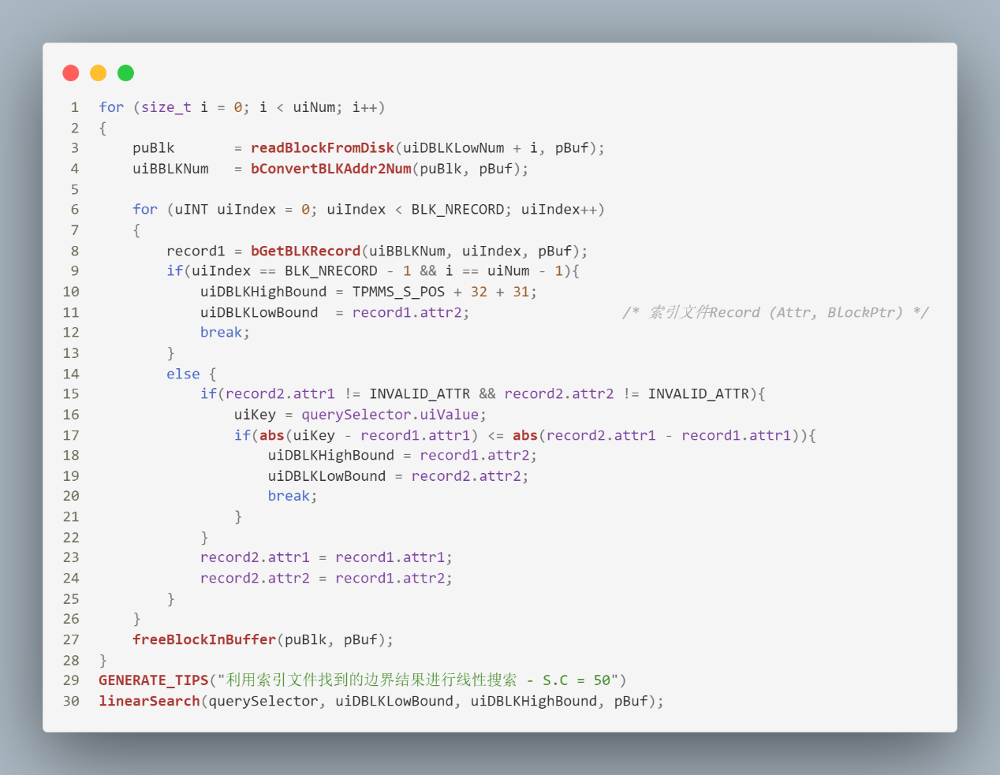 1 for (size_t i = 0; i < uiNum; i++)
2 {
3     puBlk       = readBlockFromDisk(uiDBLKLowNum + i, pBuf);
4     uiBBLKNum   = bConvertBLKAddr2Num(puBlk, pBuf);
5
6     for (uINT uiIndex = 0; uiIndex < BLK_NRECORD; uiIndex++)
7     {
8         record1 = bGetBLKRecord(uiBBLKNum, uiIndex, pBuf);
9         if(uiIndex == BLK_NRECORD - 1 && i == uiNum - 1){
10             uiDBLKHighBound = TPMMS_S_POS + 32 + 31;
11             uiDBLKLowBound  = record1.attr2;                  /* 索引文件Record (Attr, BlockPtr) */
12             break;
13         }
14         else {
15             if(record2.attr1 != INVALID_ATTR && record2.attr2 != INVALID_ATTR){
16                 uiKey = querySelector.uiValue;
17                 if(abs(uiKey - record1.attr1) <= abs(record2.attr1 - record1.attr1)){
18                     uiDBLKHighBound = record1.attr2;
19                     uiDBLKLowBound = record2.attr2;
20                     break;
21                 }
22             }
23             record2.attr1 = record1.attr1;
24             record2.attr2 = record1.attr2;
25         }
26     }
27     freeBlockInBuffer(puBlk, pBuf);
28 }
29 GENERATE_TIPS("利用索引文件找到的边界结果进行线性搜索 - S.C = 50")
30 linearSearch(querySelector, uiDBLKLowBound, uiDBLKHighBound, pBuf);